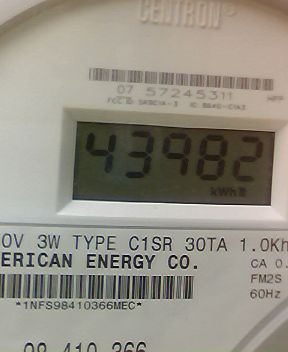 CENTRON®
07 57245311
43982
kWh
0V 3W TYPE C1SR 30TA 1.0Kh
ERICAN ENERGY CO.
CA 0.
FM2S
60Hz
*1NFS98410366MEC*
98 410 366